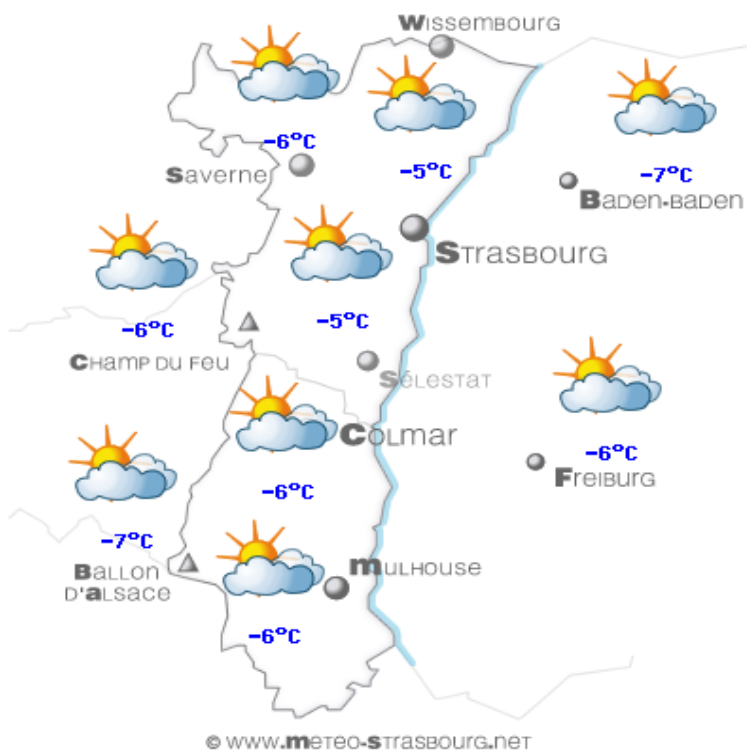 Wissembourg
-6°C
-5°C
-7°C
Saverne
Baden-Baden
Strasbourg
-6°C
-5°C
Champ du Feu
Sélestat
Colmar
-6°C
Freiburg
-6°C
-7°C
Ballon
d'Alsace
Mulhouse
-6°C
© www.meteo-strasbourg.net